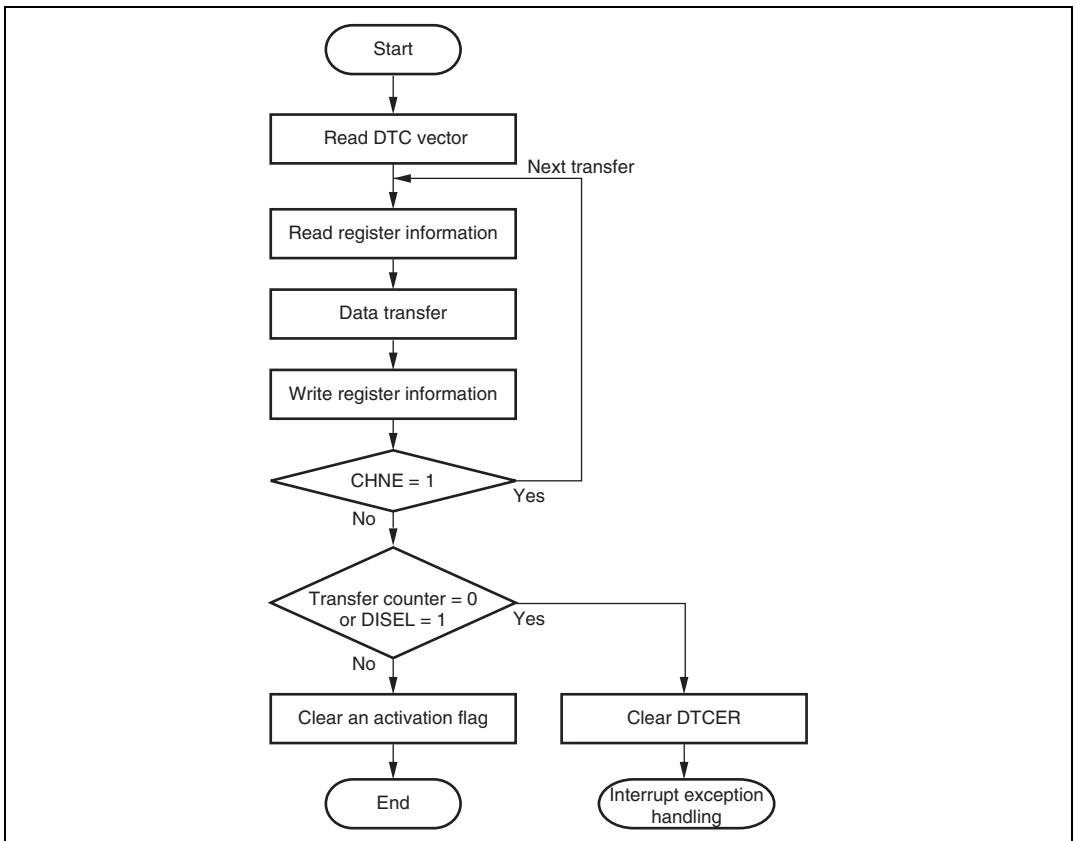 Start
Read DTC vector
Next transfer
Read register information
Data transfer
Write register information
CHNE = 1
Yes
No
Transfer counter = 0
or DISEL = 1
Yes
No
Clear an activation flag
Clear DTCER
End
Interrupt exception
handling